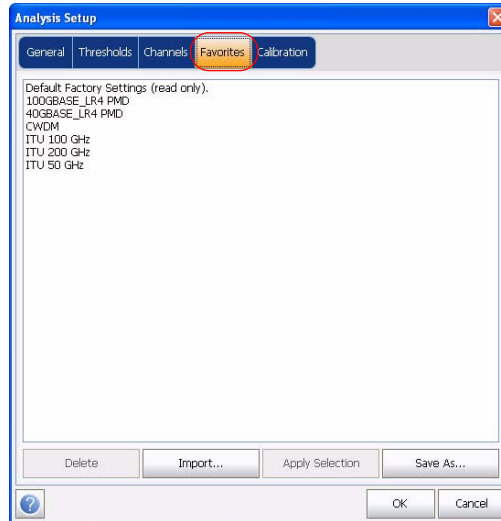 Analysis Setup
General Thresholds Channels Favorites Calibration
Default Factory Settings (read only).
100GBASE_LR4 PMD
40GBASE_LR4 PMD
CWDM
ITU 100 GHz
ITU 200 GHz
ITU 50 GHz
Delete Import... Apply Selection Save As...
? OK Cancel